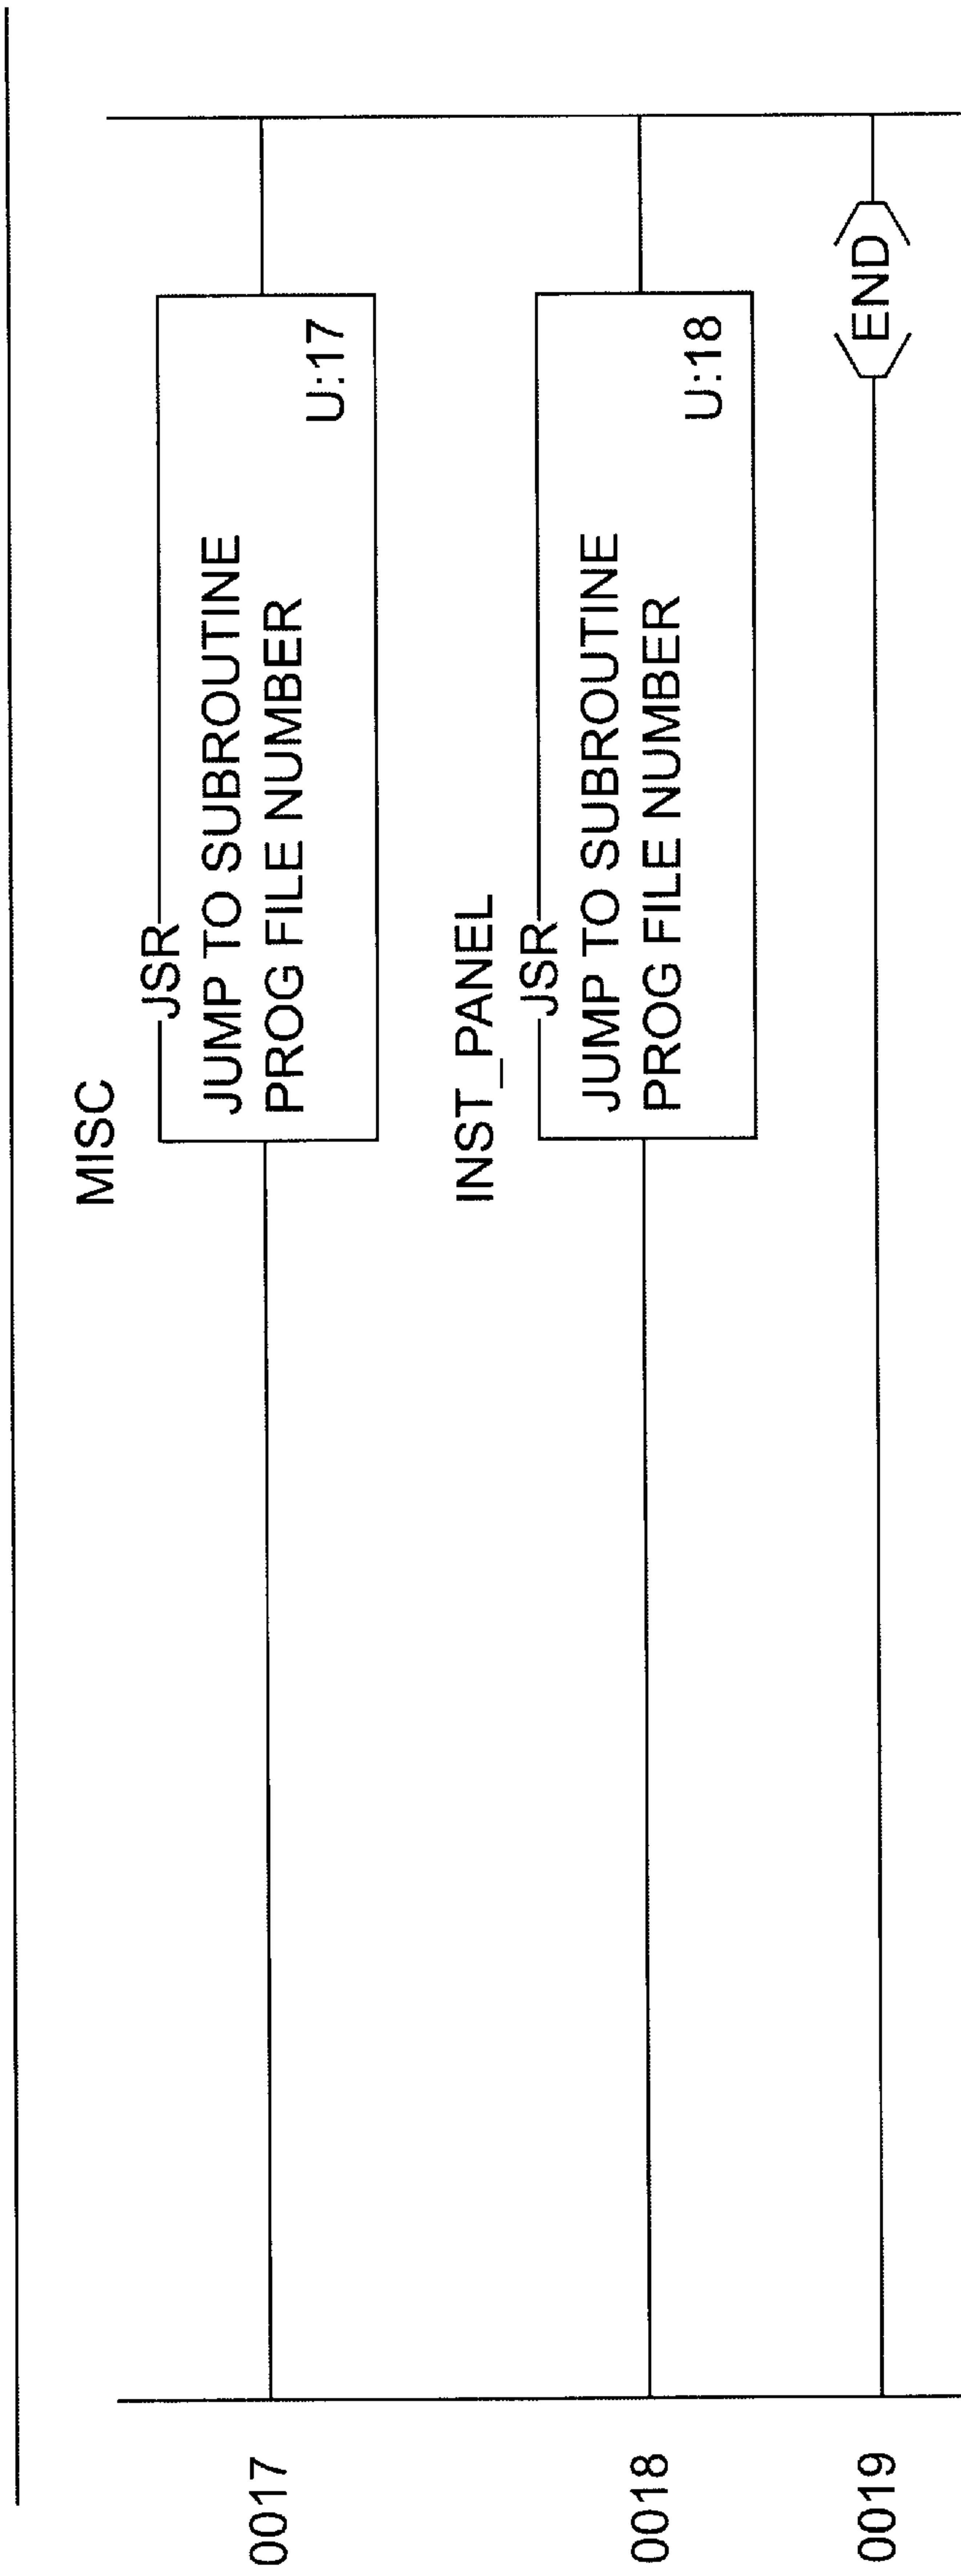 MISC
JSR
0017
JUMP TO SUBROUTINE
PROG FILE NUMBER
U:17
INST_PANEL
JSR
0018
JUMP TO SUBROUTINE
PROG FILE NUMBER
U:18
0019
END